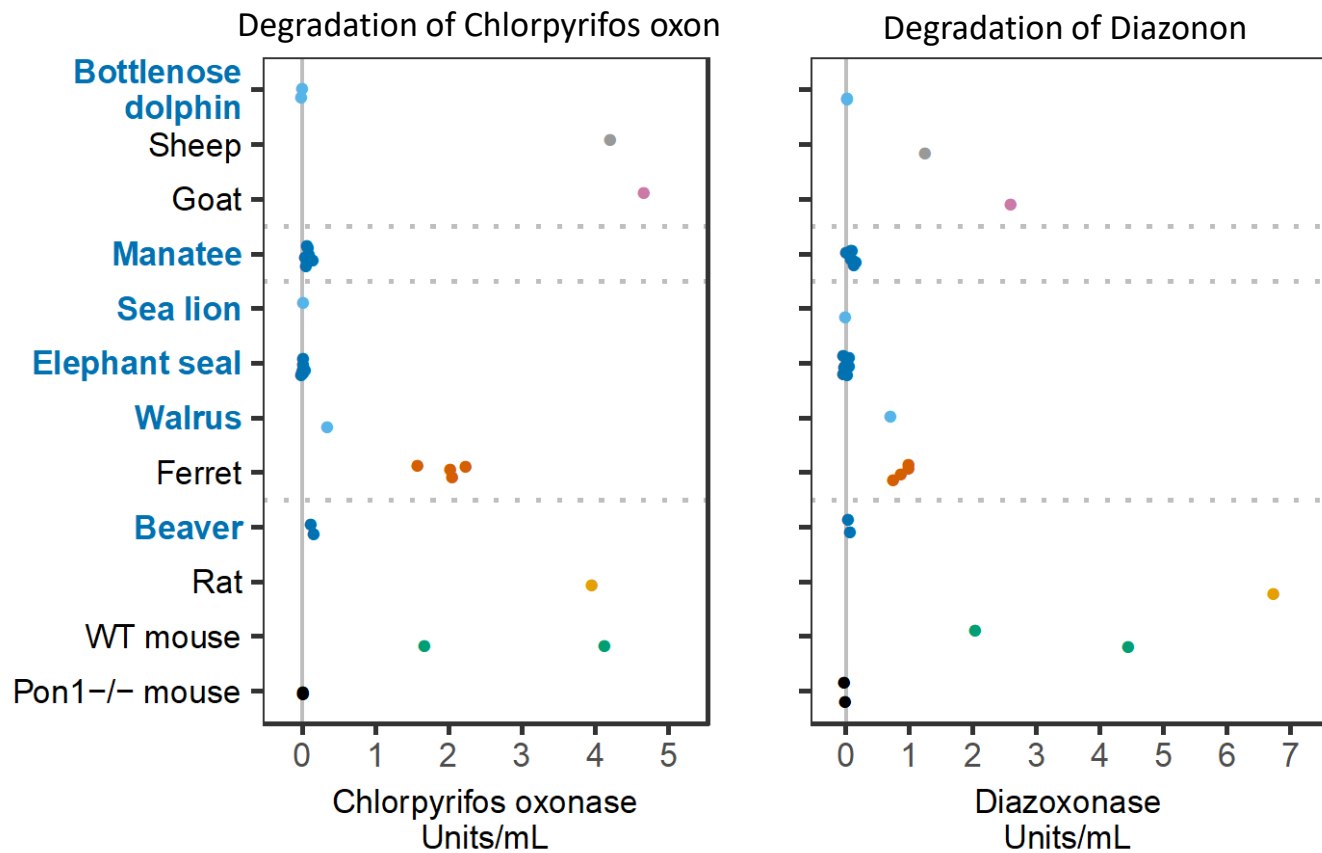 Degradation of Chlorpyrifos oxon
Degradation of Diazonon
Bottlenose
dolphin
Sheep
Goat
Manatee
Sea lion
Elephant seal
Walrus
Ferret
Beaver
Rat
WT mouse
Pon1−/− mouse
0 1 2 3 4 5
0 1 2 3 4 5 6 7
Chlorpyrifos oxonase
Units/mL
Diazoxonase
Units/mL